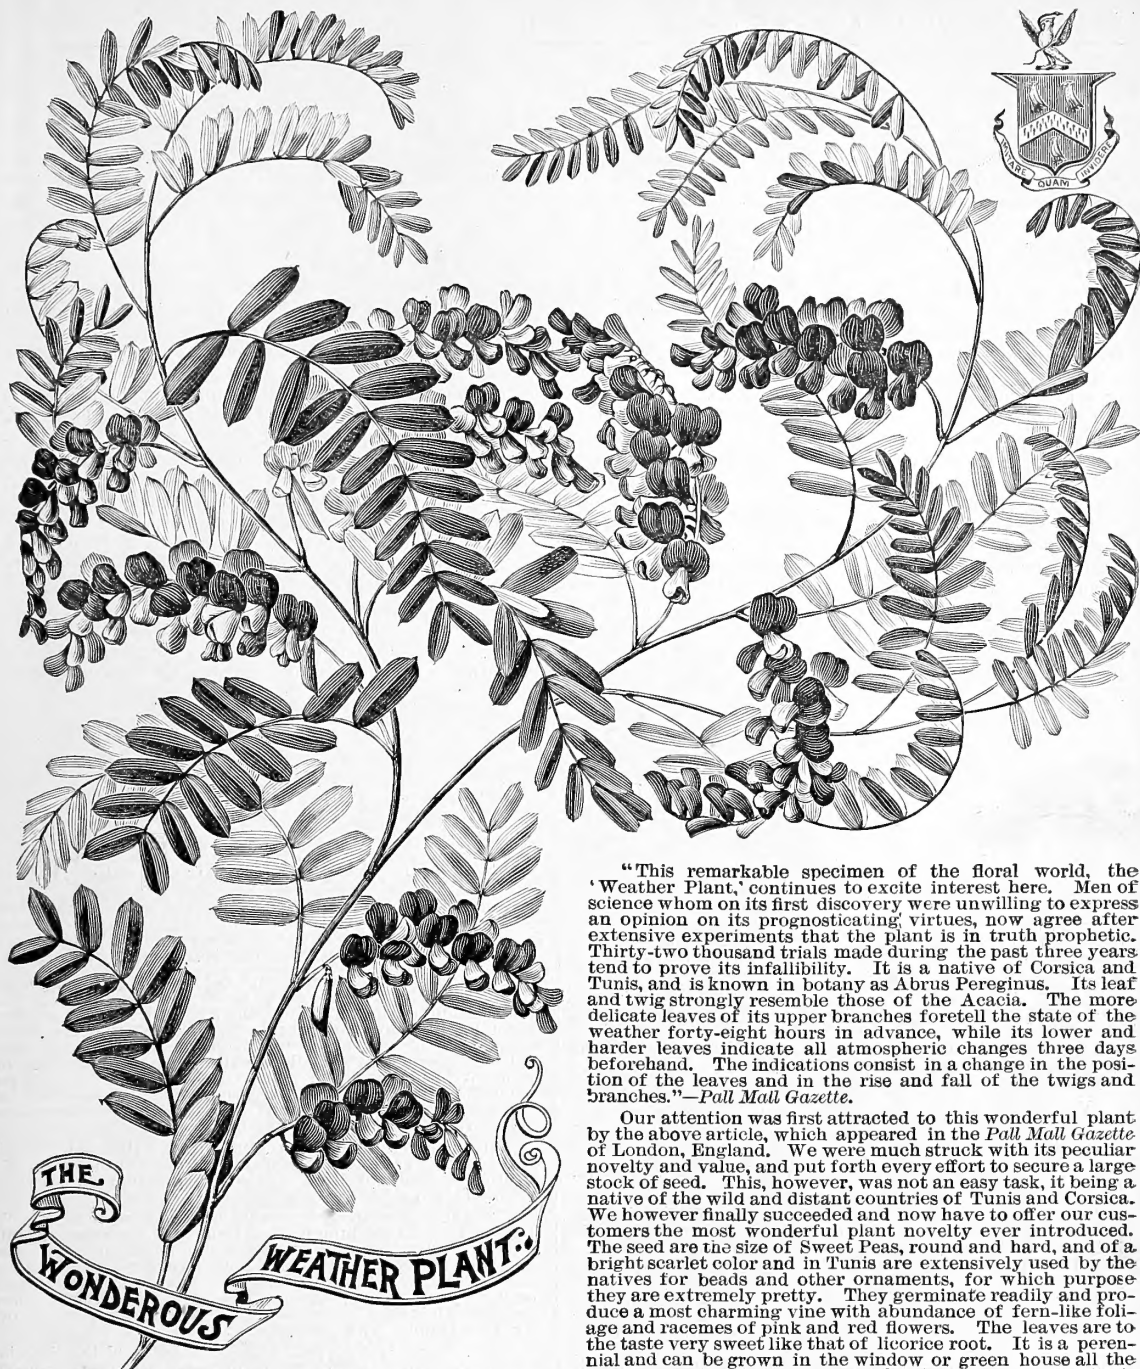 VARE QUAM INVIDERE
"This remarkable specimen of the floral world, the
'Weather Plant,' continues to excite interest here. Men of
science whom on its first discovery were unwilling to express
an opinion on its prognosticating virtues, now agree after
extensive experiments that the plant is in truth prophetic.
Thirty-two thousand trials made during the past three years
tend to prove its infallibility. It is a native of Corsica and
Tunis, and is known in botany as Abrus Pereginus. Its leaf
and twig strongly resemble those of the Acacia. The more
delicate leaves of its upper branches foretell the state of the
weather forty-eight hours in advance, while its lower and
harder leaves indicate all atmospheric changes three days
beforehand. The indications consist in a change in the posi-
tion of the leaves and in the rise and fall of the twigs and
branches."—Pall Mall Gazette.
Our attention was first attracted to this wonderful plant
by the above article, which appeared in the Pall Mall Gazette
of London, England. We were much struck with its peculiar
novelty and value, and put forth every effort to secure a large
stock of seed. This, however, was not an easy task, it being a
native of the wild and distant countries of Tunis and Corsica.
We however finally succeeded and now have to offer our cus-
tomers the most wonderful plant novelty ever introduced.
The seed are the size of Sweet Peas, round and hard, and of a
bright scarlet color and in Tunis are extensively used by the
natives for beads and other ornaments, for which purpose
they are extremely pretty. They germinate readily and pro-
duce a most charming vine with abundance of fern-like foli-
age and racemes of pink and red flowers. The leaves are to
the taste very sweet like that of licorice root. It is a peren-
nial and can be grown in the window or green house all the
THE
WONDEROUS
WEATHER PLANT.